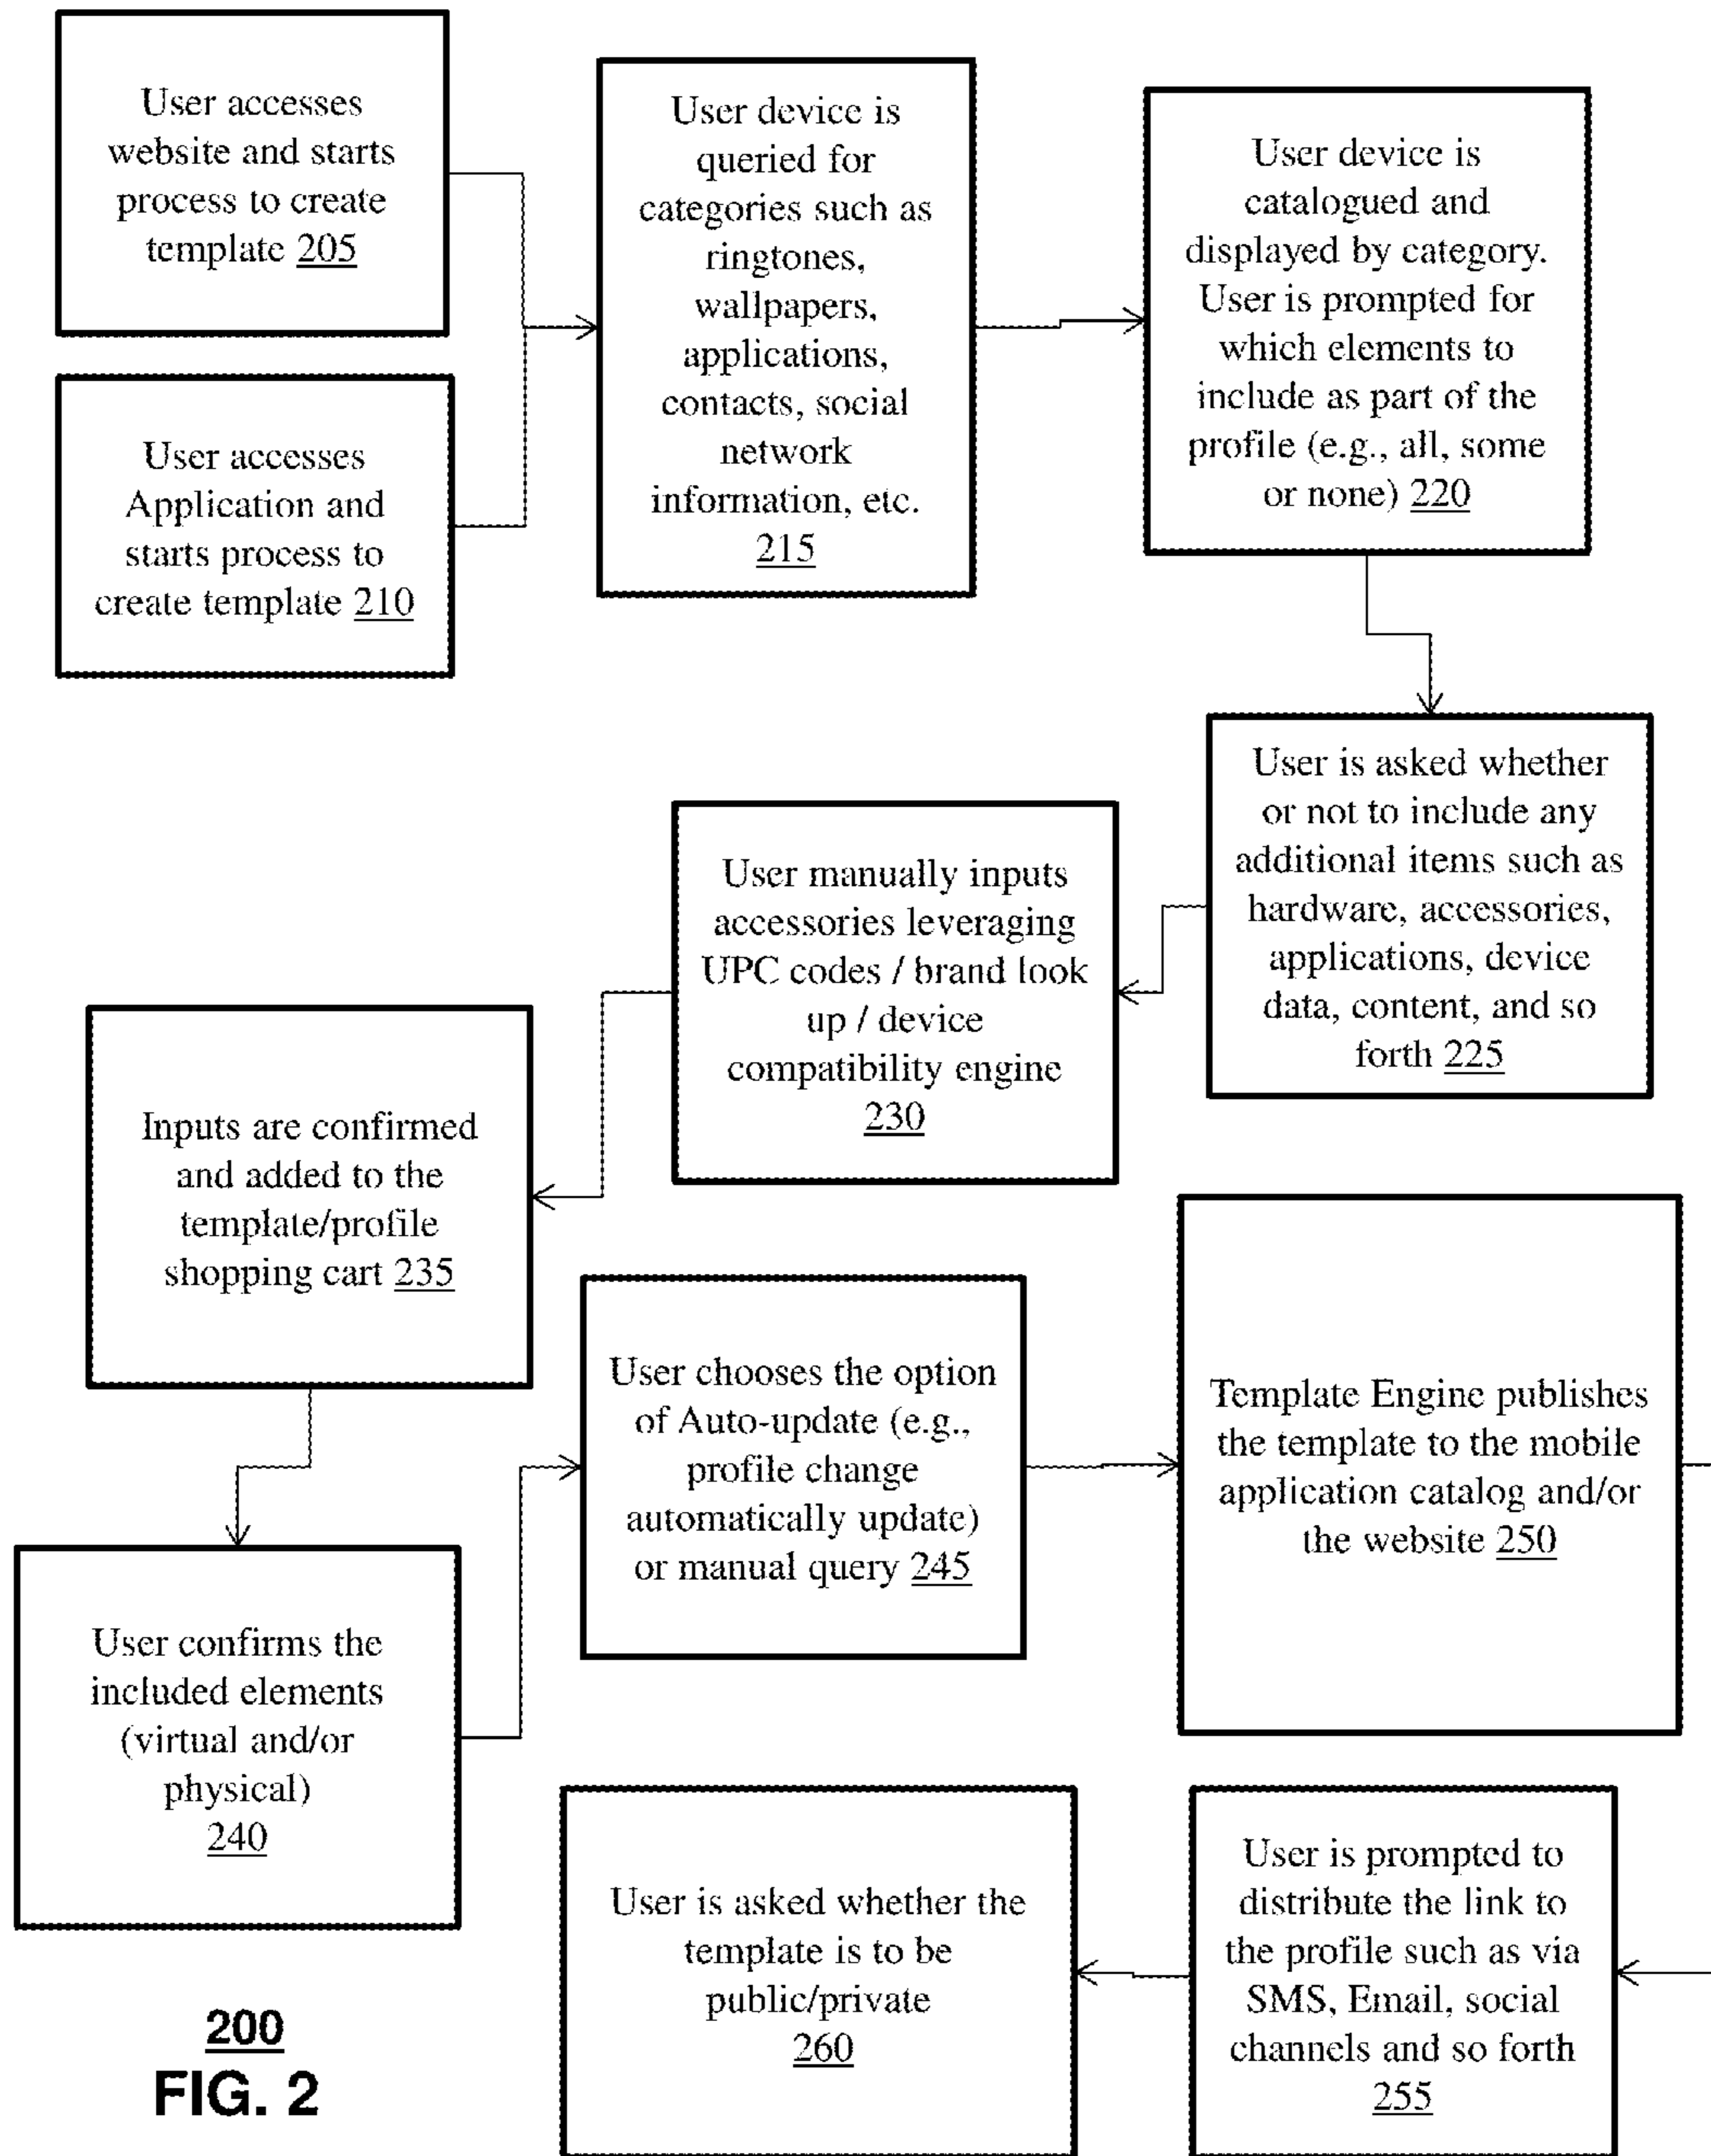 User accesses
website and starts
process to create
template 205
User accesses
Application and
starts process to
create template 210
User device is
queried for
categories such as
ringtones,
wallpapers,
applications,
contacts, social
network
information, etc.
215
User device is
catalogued and
displayed by category.
User is prompted for
which elements to
include as part of the
profile (e.g., all, some
or none) 220
User is asked whether
or not to include any
additional items such as
hardware, accessories,
applications, device
data, content, and so
forth 225
User manually inputs
accessories leveraging
UPC codes / brand look
up / device
compatibility engine
230
Inputs are confirmed
and added to the
template/profile
shopping cart 235
User confirms the
included elements
(virtual and/or
physical)
240
User chooses the option
of Auto-update (e.g.,
profile change
automatically update)
or manual query 245
Template Engine publishes
the template to the mobile
application catalog and/or
the website 250
User is prompted to
distribute the link to
the profile such as via
SMS, Email, social
channels and so forth
255
User is asked whether the
template is to be
public/private
260
200
FIG. 2